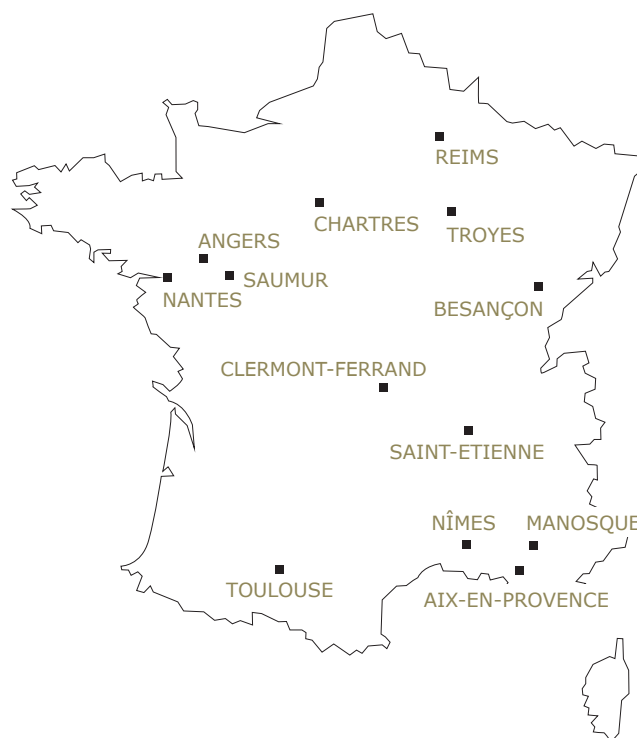 REIMS
CHARTRES
TROYES
ANGERS
SAUMUR
NANTES
BESANÇON
CLERMONT-FERRAND
SAINT-ETIENNE
NÎMES
MANOSQUE
TOULOUSE
AIX-EN-PROVENCE